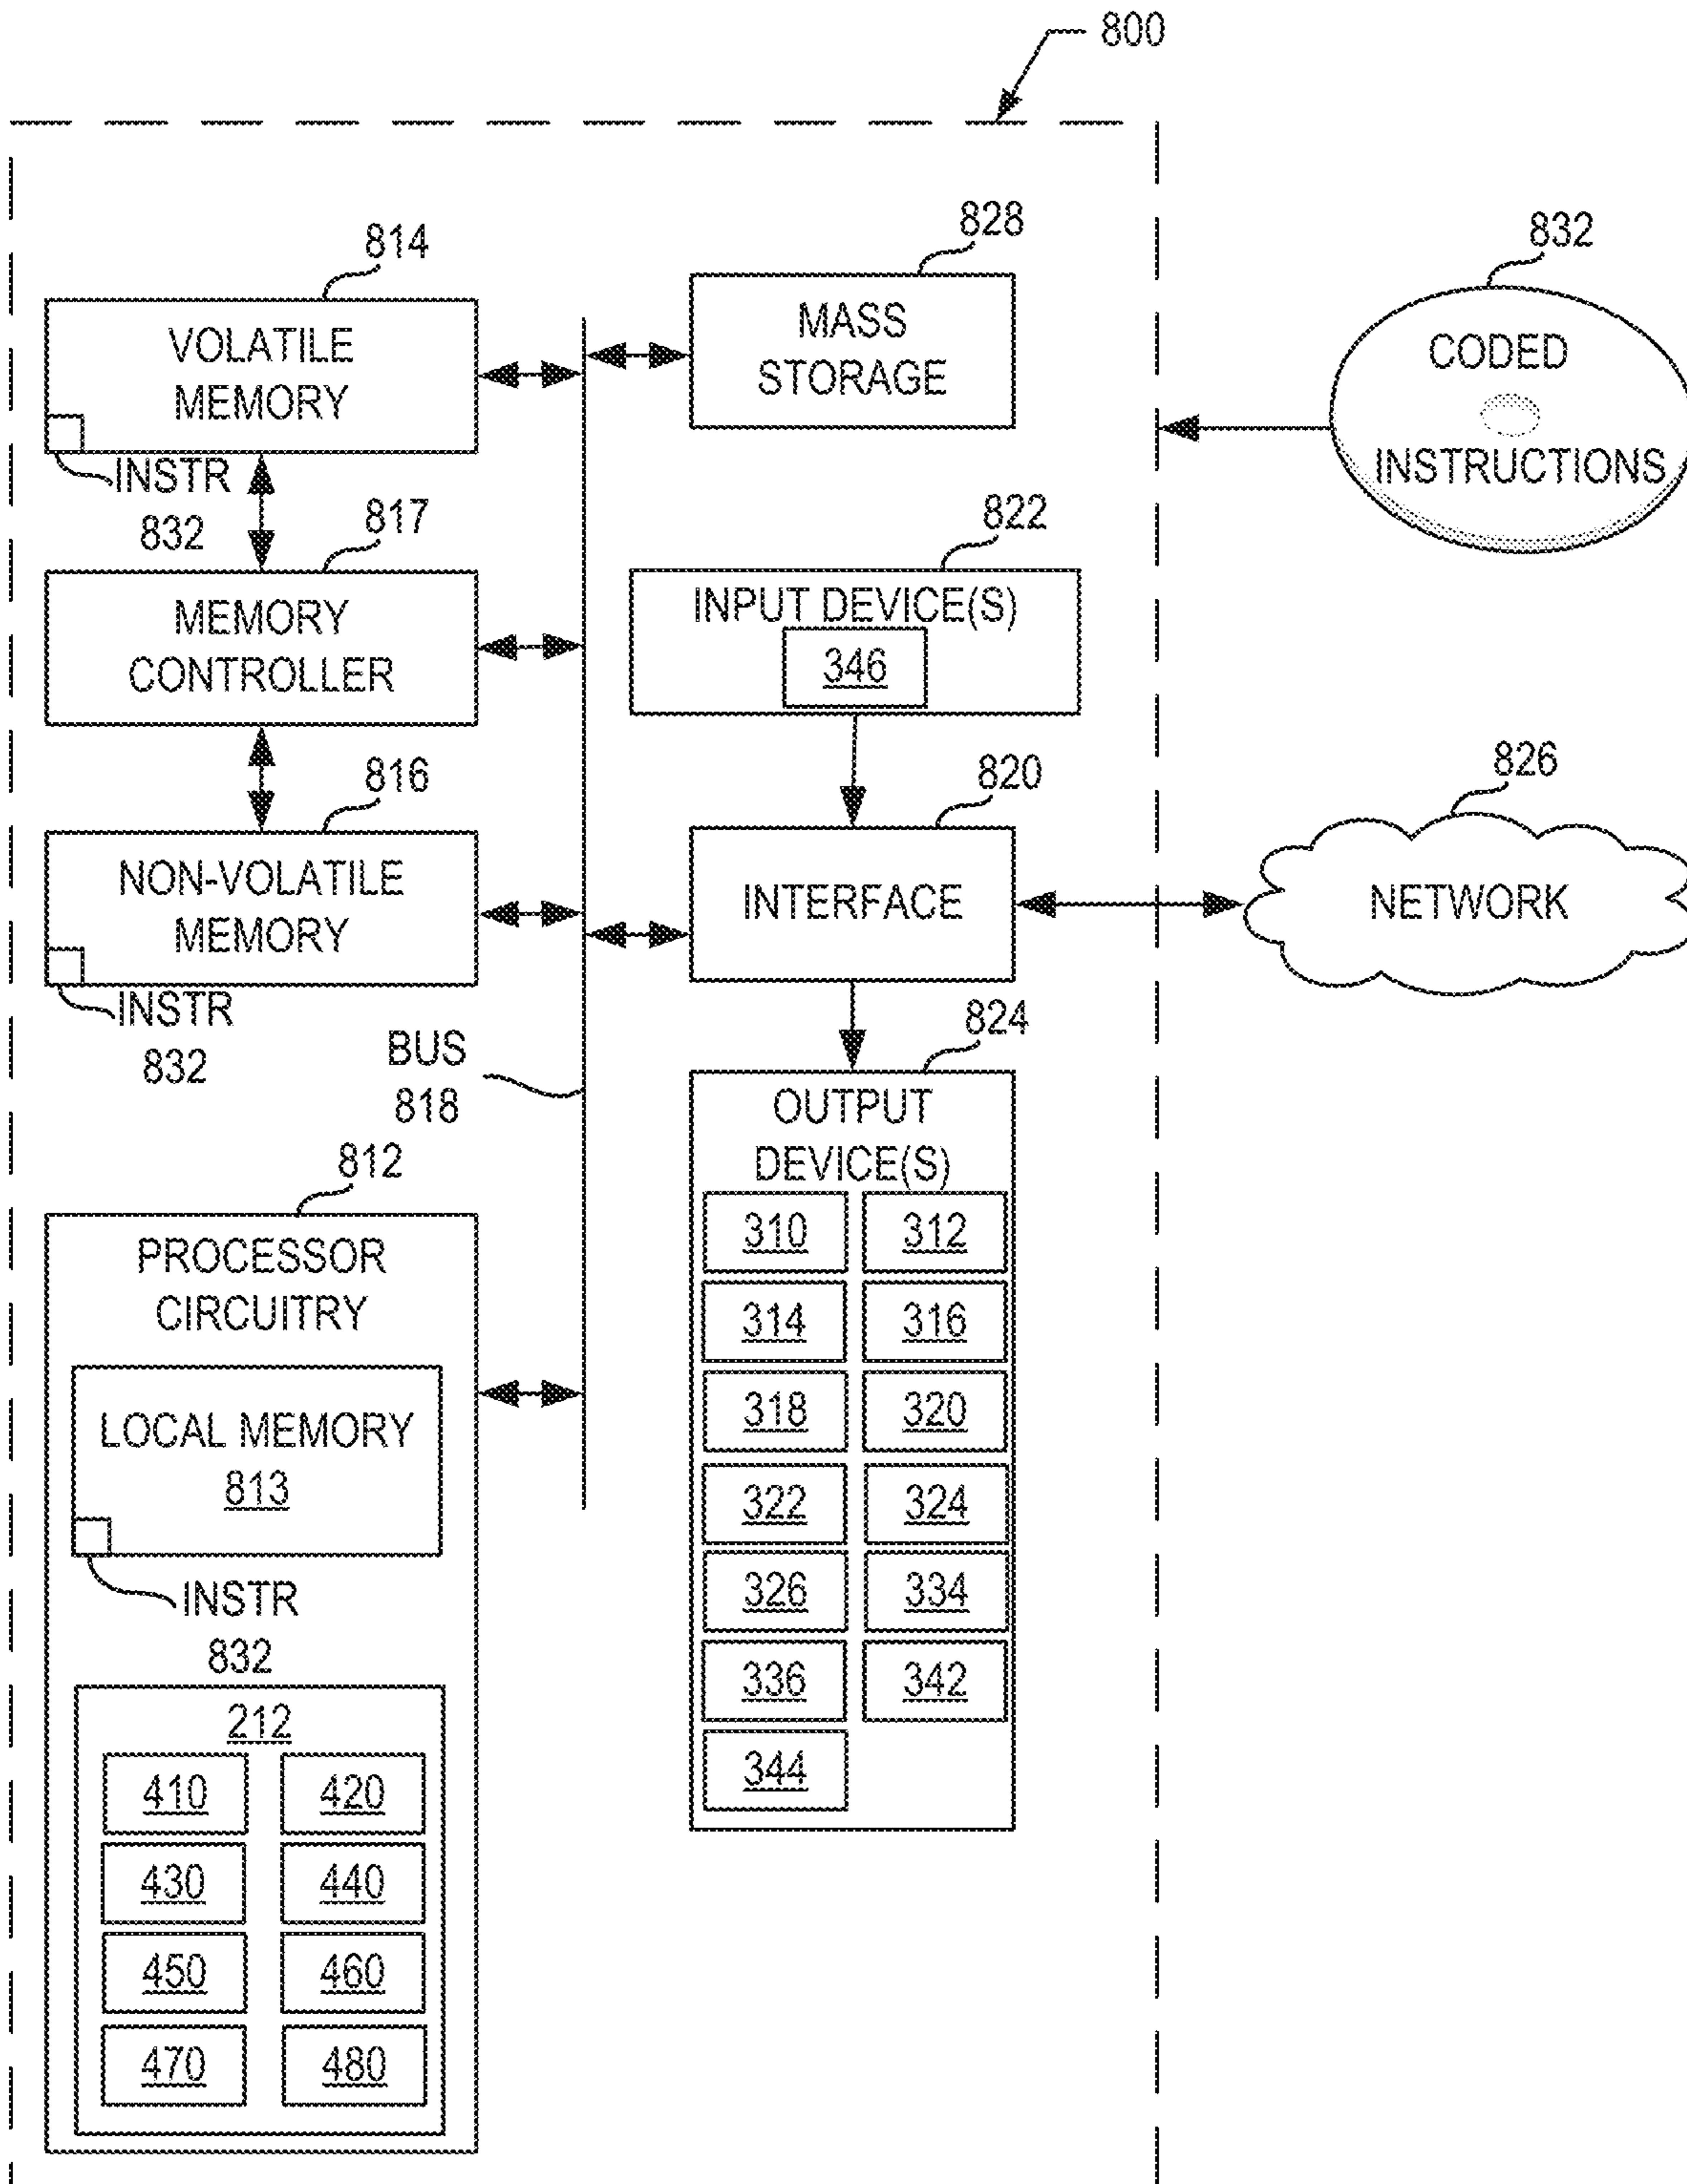 800
814
VOLATILE
MEMORY
INSTR
832
817
MEMORY
CONTROLLER
816
NON-VOLATILE
MEMORY
INSTR
832
BUS
818
812
PROCESSOR
CIRCUITRY
LOCAL MEMORY
813
INSTR
832
212
410 420
430 440
450 460
470 480
828
MASS
STORAGE
822
INPUT DEVICE(S)
346
820
INTERFACE
824
OUTPUT
DEVICE(S)
310 312
314 316
318 320
322 324
326 334
336 342
344
832
CODED
INSTRUCTIONS
826
NETWORK